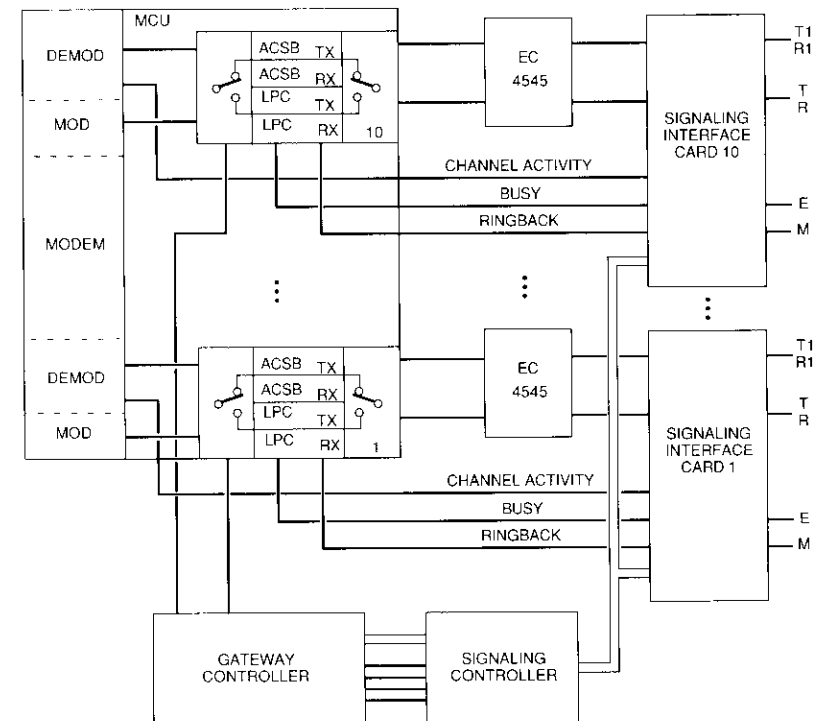 MCU
DEMOD
MOD
MODEM
DEMOD
MOD
ACSB TX
ACSB RX
LPC TX
LPC RX
10
EC
4545
SIGNALING
INTERFACE
CARD 10
T1
R1
T
R
E
M
CHANNEL ACTIVITY
BUSY
RINGBACK
ACSB TX
ACSB RX
LPC TX
LPC RX
1
EC
4545
SIGNALING
INTERFACE
CARD 1
T1
R1
T
R
E
M
CHANNEL ACTIVITY
BUSY
RINGBACK
GATEWAY
CONTROLLER
SIGNALING
CONTROLLER